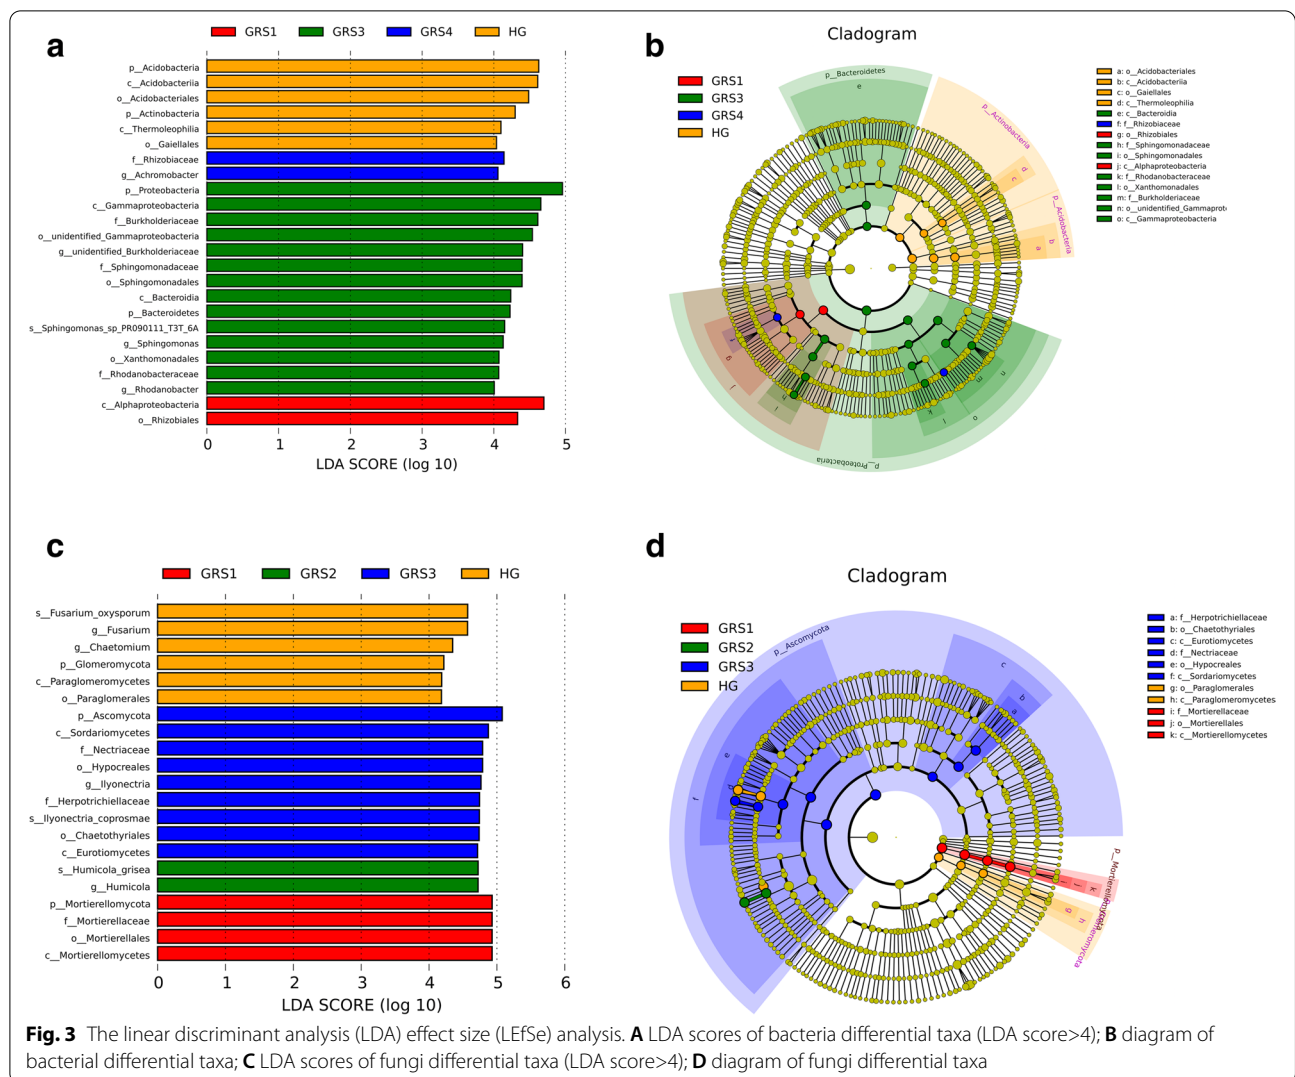 a
GRS1 GRS3 GRS4 HG
p__Acidobacteria
c__Acidobacteriia
o__Acidobacteriales
p__Actinobacteria
c__Thermoleophilia
o__Gaiellales
f__Rhizobiaceae
g__Achromobacter
p__Proteobacteria
c__Gammaproteobacteria
f__Burkholderiaceae
o__unidentified_Gammaproteobacteria
g__unidentified_Burkholderiaceae
f__Sphingomonadaceae
o__Sphingomonadales
c__Bacteroidia
p__Bacteroidetes
s__Sphingomonas_sp_PR090111_T3T_6A
g__Sphingomonas
o__Xanthomonadales
f__Rhodanobacteraceae
g__Rhodanobacter
c__Alphaproteobacteria
o__Rhizobiales
0 1 2 3 4 5
LDA SCORE (log 10)
b
Cladogram
GRS1
GRS3
GRS4
HG
p__Bacteroidetes
e
p__Actinobacteria
d
c
p__Acidobacteria
b
a
f
g
j
h
i
p__Proteobacteria
k
l
m
n
o
a: o__Acidobacteriales
b: c__Acidobacteriia
c: o__Gaiellales
d: c__Thermoleophilia
e: c__Bacteroidia
f: f__Rhizobiaceae
g: o__Rhizobiales
h: f__Sphingomonadaceae
i: o__Sphingomonadales
j: c__Alphaproteobacteria
k: f__Rhodanobacteraceae
l: o__Xanthomonadales
m: f__Burkholderiaceae
n: o__unidentified_Gammaprot
o: c__Gammaproteobacteria
c
GRS1 GRS2 GRS3 HG
s__Fusarium_oxysporum
g__Fusarium
g__Chaetomium
p__Glomeromycota
c__Paraglomeromycetes
o__Paraglomerales
p__Ascomycota
c__Sordariomycetes
f__Nectriaceae
o__Hypocreales
g__Ilyonectria
f__Herpotrichiellaceae
s__Ilyonectria_coprosmae
o__Chaetothyriales
c__Eurotiomycetes
s__Humicola_grisea
g__Humicola
p__Mortierellomycota
f__Mortierellaceae
o__Mortierellales
c__Mortierellomycetes
0 1 2 3 4 5 6
LDA SCORE (log 10)
d
Cladogram
GRS1
GRS2
GRS3
HG
p__Ascomycota
c
b
a
e
d
f
p__Mortierellomycota
i
j
k
g
h
a: f__Herpotrichiellaceae
b: o__Chaetothyriales
c: c__Eurotiomycetes
d: f__Nectriaceae
e: o__Hypocreales
f: c__Sordariomycetes
g: o__Paraglomerales
h: c__Paraglomeromycetes
i: f__Mortierellaceae
j: o__Mortierellales
k: c__Mortierellomycetes
Fig. 3 The linear discriminant analysis (LDA) effect size (LEfSe) analysis. A LDA scores of bacteria differential taxa (LDA score>4); B diagram of
bacterial differential taxa; C LDA scores of fungi differential taxa (LDA score>4); D diagram of fungi differential taxa